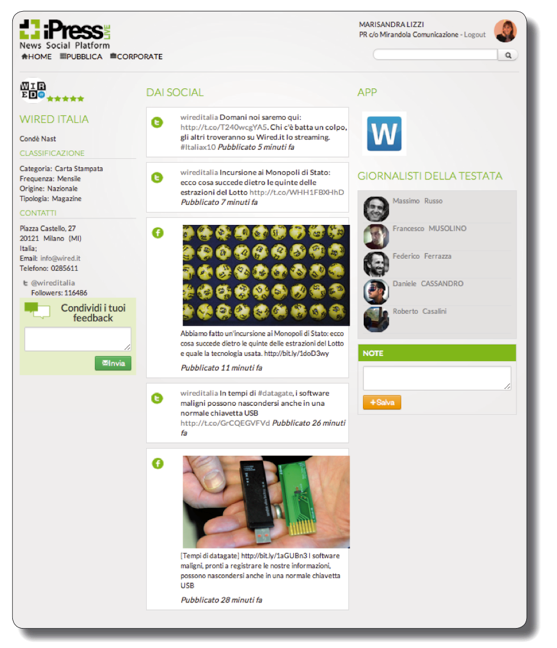 iPress LIVE
News Social Platform
MARISANDRA LIZZI
PR c/o Mirandola Comunicazione - Logout
HOME PUBBLICA CORPORATE
WIRED
WIRED ITALIA
Condè Nast
CLASSIFICAZIONE
Categoria: Carta Stampata
Frequenza: Mensile
Origine: Nazionale
Tipologia: Magazine
CONTATTI
Piazza Castello, 27
20121 Milano (MI)
Italia;
Email: info@wired.it
Telefono: 0285611
@wireditalia
Followers: 116486
Condividi i tuoi
feedback
Invia
DAI SOCIAL
wireditalia Domani noi saremo qui:
http://t.co/T240wcgYA5. Chi c'è batta un colpo,
gli altri troveranno su Wired.it lo streaming.
#Italiax10 Pubblicato 5 minuti fa
wireditalia Incursione ai Monopoli di Stato:
ecco cosa succede dietro le quinte delle
estrazioni del Lotto http://t.co/WHH1F8XHhD
Pubblicato 7 minuti fa
Abbiamo fatto un'incursione ai Monopoli di Stato: ecco
cosa succede dietro le quinte delle estrazioni del Lotto
e quale la tecnologia usata. http://bit.ly/1doD3wy
Pubblicato 11 minuti fa
wireditalia In tempi di #datagate, i software
maligni possono nascondersi anche in una
normale chiavetta USB
http://t.co/GrCQEGVFVd Pubblicato 26 minuti
fa
[Tempi di datagate] http://bit.ly/1aGUBn3 I software
maligni, pronti a registrare le nostre informazioni,
possono nascondersi anche in una normale chiavetta
USB
Pubblicato 28 minuti fa
APP
W
GIORNALISTI DELLA TESTATA
Massimo Russo
Francesco MUSOLINO
Federico Ferrazza
Daniele CASSANDRO
Roberto Casalini
NOTE
+Salva